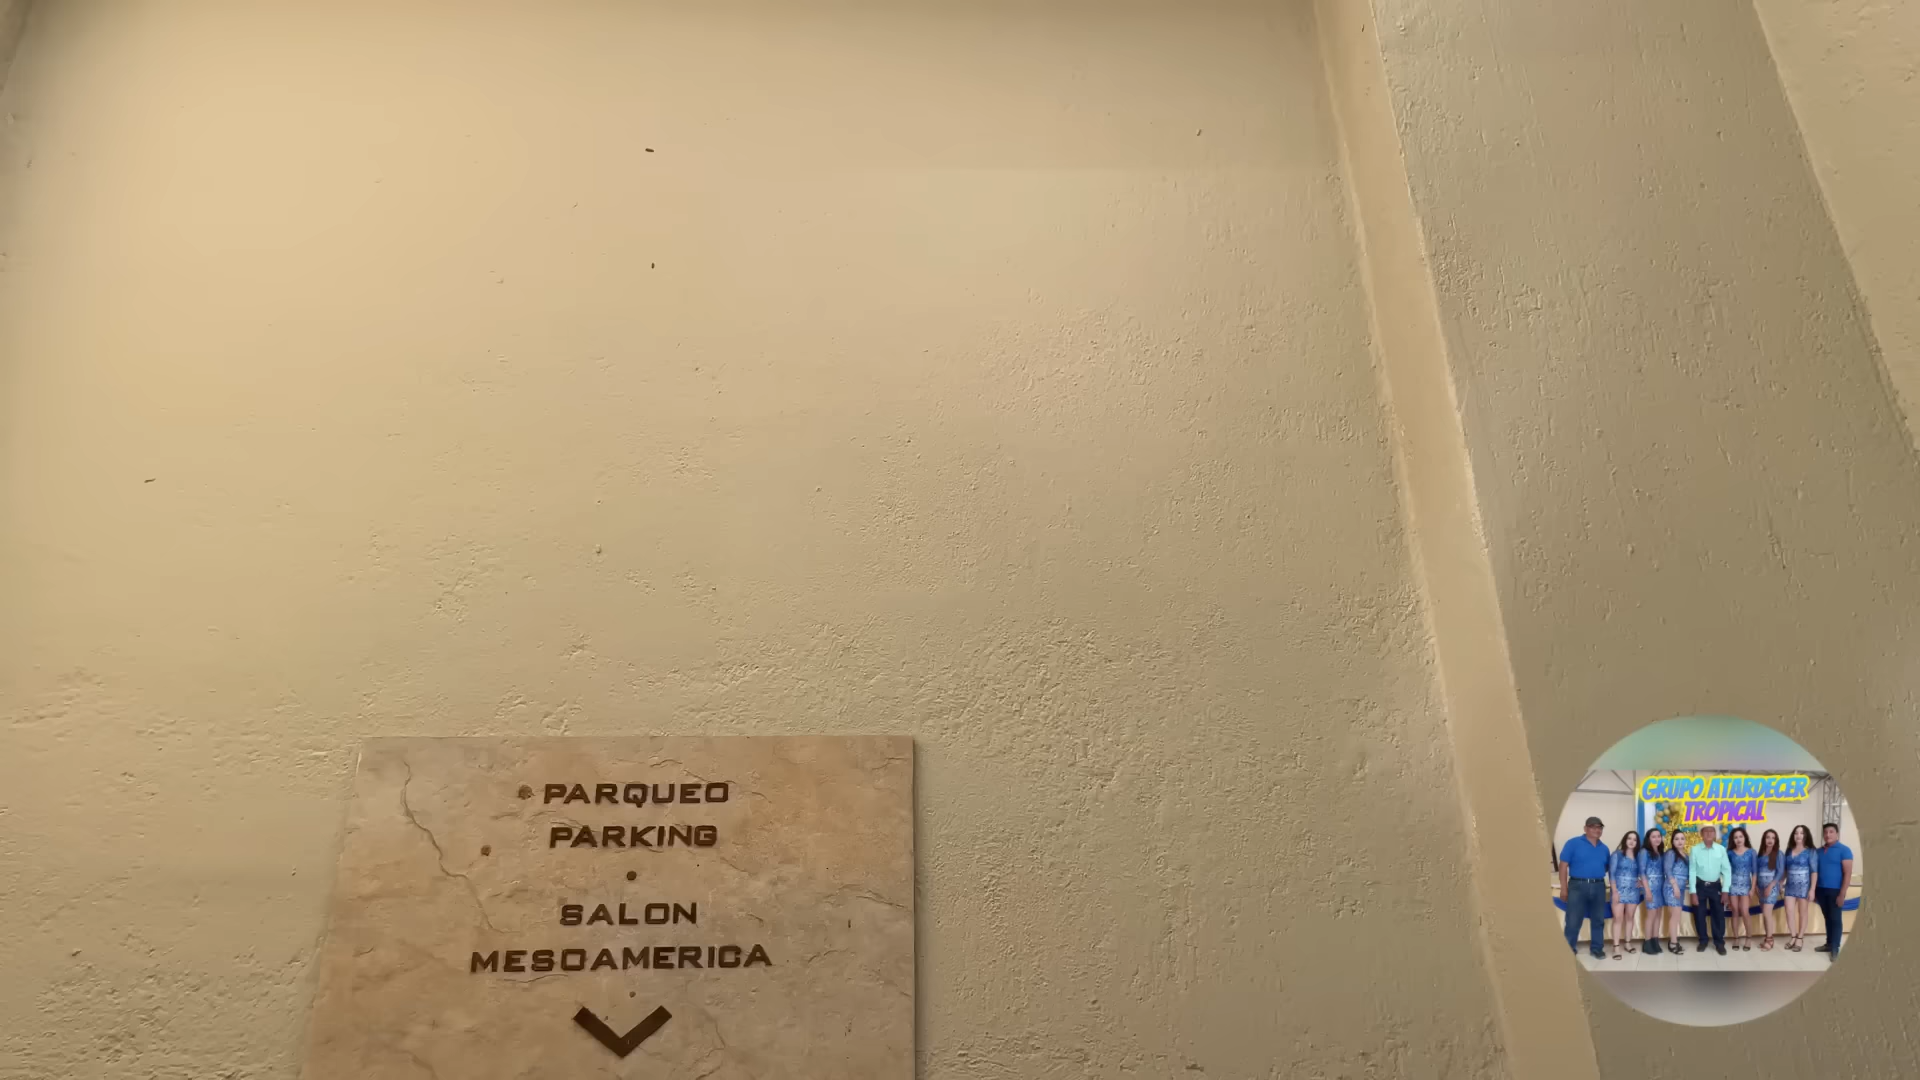 PARQUEO
PARKING
SALON
MESOAMERICA
GRUPO ATARDECER
TROPICAL